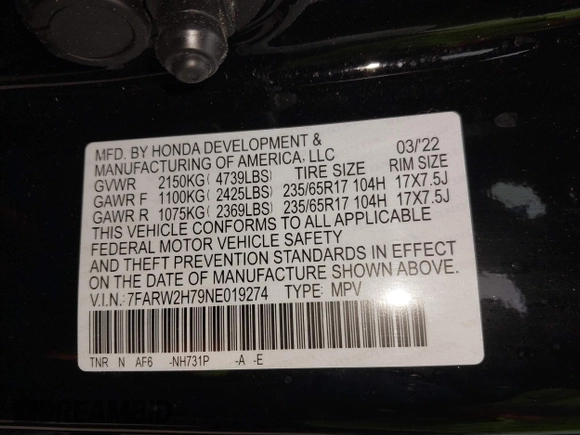 MFD. BY HONDA DEVELOPMENT &
MANUFACTURING OF AMERICA, LLC 03/'22
GVWR 2150KG( 4739LBS) TIRE SIZE RIM SIZE
GAWR F 1100KG( 2425LBS) 235/65R17 104H 17X7.5J
GAWR R 1075KG( 2369LBS) 235/65R17 104H 17X7.5J
THIS VEHICLE CONFORMS TO ALL APPLICABLE
FEDERAL MOTOR VEHICLE SAFETY
AND THEFT PREVENTION STANDARDS IN EFFECT
ON THE DATE OF MANUFACTURE SHOWN ABOVE.
V.I.N.:7FARW2H79NE019274 TYPE: MPV
TNR N AF6 -NH731P -A -E